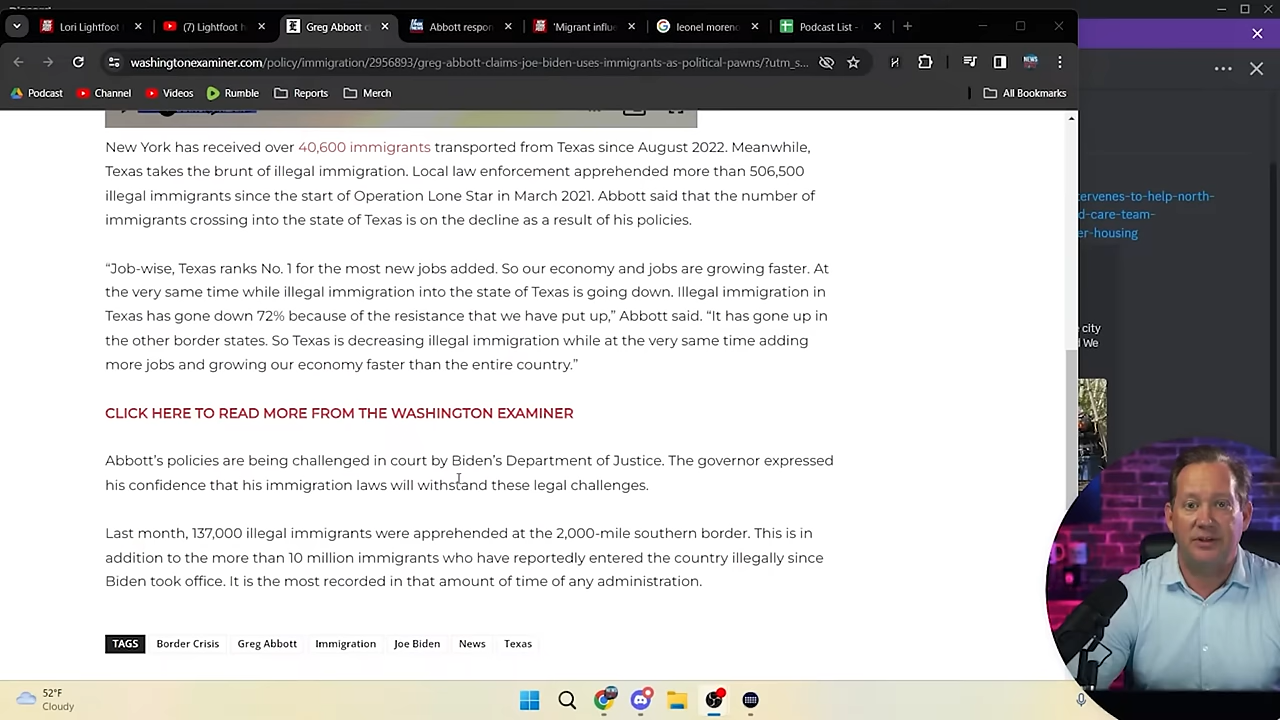 Lori Lightfoot
(7) Lightfoot h
Greg Abbott c
Abbott respon
'Migrant influ
leonel moren
Podcast List -
washingtonexaminer.com/policy/immigration/2956893/greg-abbott-claims-joe-biden-uses-immigrants-as-political-pawns/?utm_s...
Podcast
Channel
Videos
Rumble
Reports
Merch
All Bookmarks
New York has received over 40,600 immigrants transported from Texas since August 2022. Meanwhile,
Texas takes the brunt of illegal immigration. Local law enforcement apprehended more than 506,500
illegal immigrants since the start of Operation Lone Star in March 2021. Abbott said that the number of
immigrants crossing into the state of Texas is on the decline as a result of his policies.
“Job-wise, Texas ranks No. 1 for the most new jobs added. So our economy and jobs are growing faster. At
the very same time while illegal immigration into the state of Texas is going down. Illegal immigration in
Texas has gone down 72% because of the resistance that we have put up,” Abbott said. “It has gone up in
the other border states. So Texas is decreasing illegal immigration while at the very same time adding
more jobs and growing our economy faster than the entire country.”
CLICK HERE TO READ MORE FROM THE WASHINGTON EXAMINER
Abbott’s policies are being challenged in court by Biden’s Department of Justice. The governor expressed
his confidence that his immigration laws will withstand these legal challenges.
Last month, 137,000 illegal immigrants were apprehended at the 2,000-mile southern border. This is in
addition to the more than 10 million immigrants who have reportedly entered the country illegally since
Biden took office. It is the most recorded in that amount of time of any administration.
TAGS
Border Crisis
Greg Abbott
Immigration
Joe Biden
News
Texas
tervenes-to-help-north-
d-care-team-
er-housing
e city
d We
52°F
Cloudy